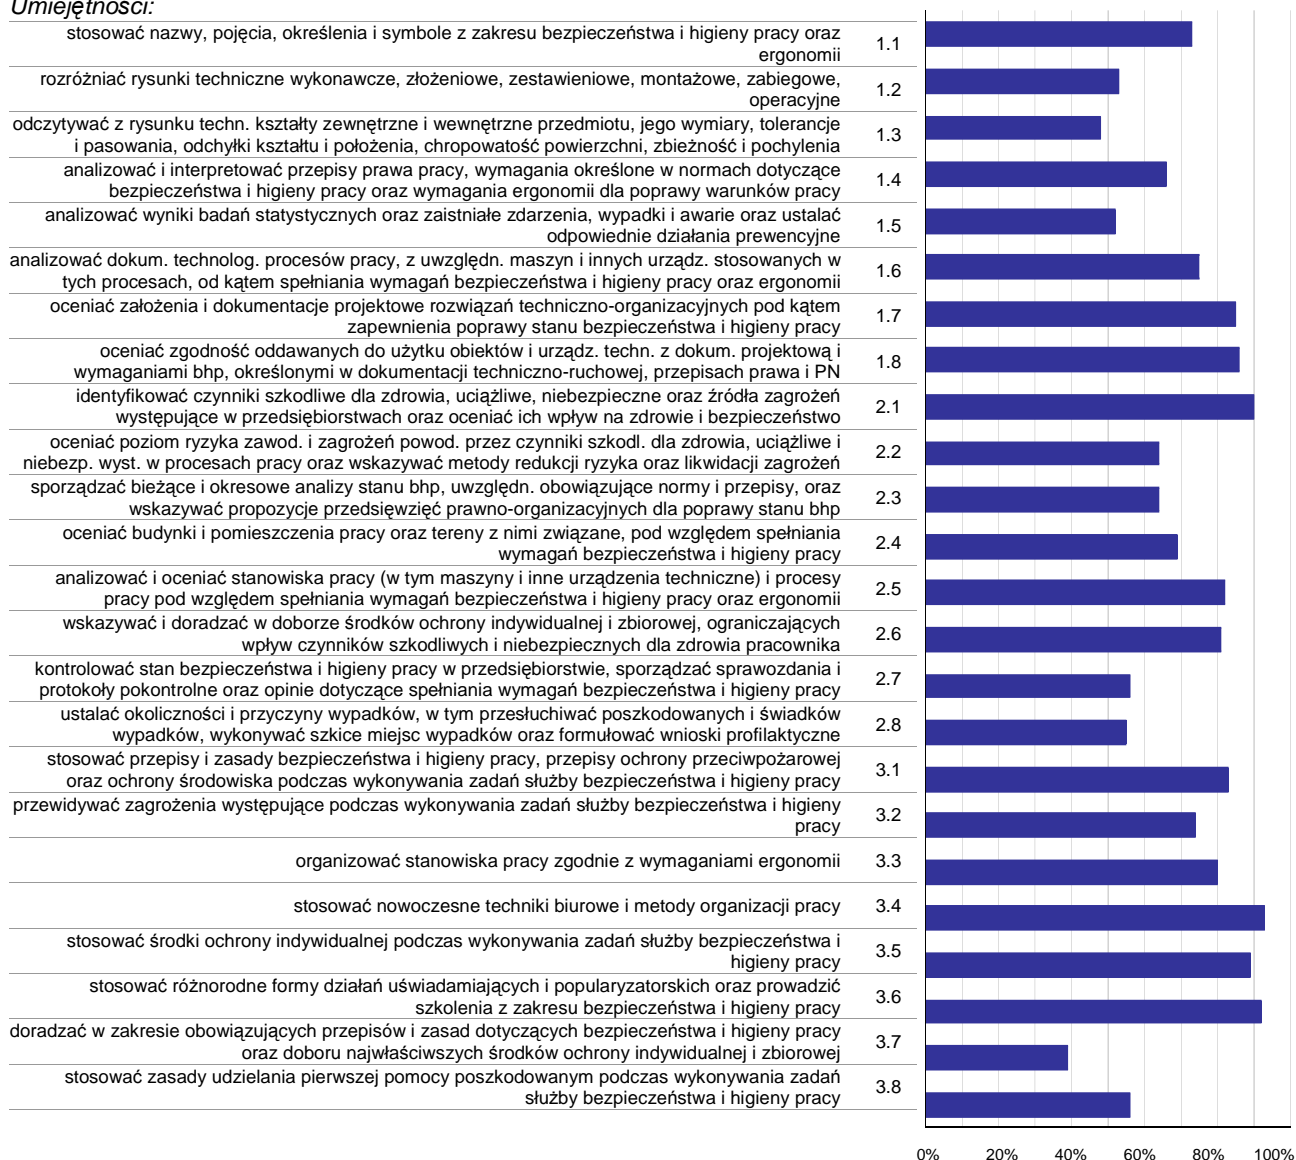 Umiejętności:
stosować nazwy, pojęcia, określenia i symbole z zakresu bezpieczeństwa i higieny pracy oraz
ergonomii
1.1
rozróżniać rysunki techniczne wykonawcze, złożeniowe, zestawieniowe, montażowe, zabiegowe,
operacyjne
1.2
odczytywać z rysunku techn. kształty zewnętrzne i wewnętrzne przedmiotu, jego wymiary, tolerancje
i pasowania, odchyłki kształtu i położenia, chropowatość powierzchni, zbieżność i pochylenia
1.3
analizować i interpretować przepisy prawa pracy, wymagania określone w normach dotyczące
bezpieczeństwa i higieny pracy oraz wymagania ergonomii dla poprawy warunków pracy
1.4
analizować wyniki badań statystycznych oraz zaistniałe zdarzenia, wypadki i awarie oraz ustalać
odpowiednie działania prewencyjne
1.5
analizować dokum. technolog. procesów pracy, z uwzględn. maszyn i innych urządz. stosowanych w
tych procesach, od kątem spełniania wymagań bezpieczeństwa i higieny pracy oraz ergonomii
1.6
oceniać założenia i dokumentacje projektowe rozwiązań techniczno-organizacyjnych pod kątem
zapewnienia poprawy stanu bezpieczeństwa i higieny pracy
1.7
oceniać zgodność oddawanych do użytku obiektów i urządz. techn. z dokum. projektową i
wymaganiami bhp, określonymi w dokumentacji techniczno-ruchowej, przepisach prawa i PN
1.8
identyfikować czynniki szkodliwe dla zdrowia, uciążliwe, niebezpieczne oraz źródła zagrożeń
występujące w przedsiębiorstwach oraz oceniać ich wpływ na zdrowie i bezpieczeństwo
2.1
oceniać poziom ryzyka zawod. i zagrożeń powod. przez czynniki szkodl. dla zdrowia, uciążliwe i
niebezp. wyst. w procesach pracy oraz wskazywać metody redukcji ryzyka oraz likwidacji zagrożeń
2.2
sporządzać bieżące i okresowe analizy stanu bhp, uwzględn. obowiązujące normy i przepisy, oraz
wskazywać propozycje przedsięwzięć prawno-organizacyjnych dla poprawy stanu bhp
2.3
oceniać budynki i pomieszczenia pracy oraz tereny z nimi związane, pod względem spełniania
wymagań bezpieczeństwa i higieny pracy
2.4
analizować i oceniać stanowiska pracy (w tym maszyny i inne urządzenia techniczne) i procesy
pracy pod względem spełniania wymagań bezpieczeństwa i higieny pracy oraz ergonomii
2.5
wskazywać i doradzać w doborze środków ochrony indywidualnej i zbiorowej, ograniczających
wpływ czynników szkodliwych i niebezpiecznych dla zdrowia pracownika
2.6
kontrolować stan bezpieczeństwa i higieny pracy w przedsiębiorstwie, sporządzać sprawozdania i
protokoły pokontrolne oraz opinie dotyczące spełniania wymagań bezpieczeństwa i higieny pracy
2.7
ustalać okoliczności i przyczyny wypadków, w tym przesłuchiwać poszkodowanych i świadków
wypadków, wykonywać szkice miejsc wypadków oraz formułować wnioski profilaktyczne
2.8
stosować przepisy i zasady bezpieczeństwa i higieny pracy, przepisy ochrony przeciwpożarowej
oraz ochrony środowiska podczas wykonywania zadań służby bezpieczeństwa i higieny pracy
3.1
przewidywać zagrożenia występujące podczas wykonywania zadań służby bezpieczeństwa i higieny
pracy
3.2
organizować stanowiska pracy zgodnie z wymaganiami ergonomii
3.3
stosować nowoczesne techniki biurowe i metody organizacji pracy
3.4
stosować środki ochrony indywidualnej podczas wykonywania zadań służby bezpieczeństwa i
higieny pracy
3.5
stosować różnorodne formy działań uświadamiających i popularyzatorskich oraz prowadzić
szkolenia z zakresu bezpieczeństwa i higieny pracy
3.6
doradzać w zakresie obowiązujących przepisów i zasad dotyczących bezpieczeństwa i higieny pracy
oraz doboru najwłaściwszych środków ochrony indywidualnej i zbiorowej
3.7
stosować zasady udzielania pierwszej pomocy poszkodowanym podczas wykonywania zadań
służby bezpieczeństwa i higieny pracy
3.8
0% 20% 40% 60% 80% 100%